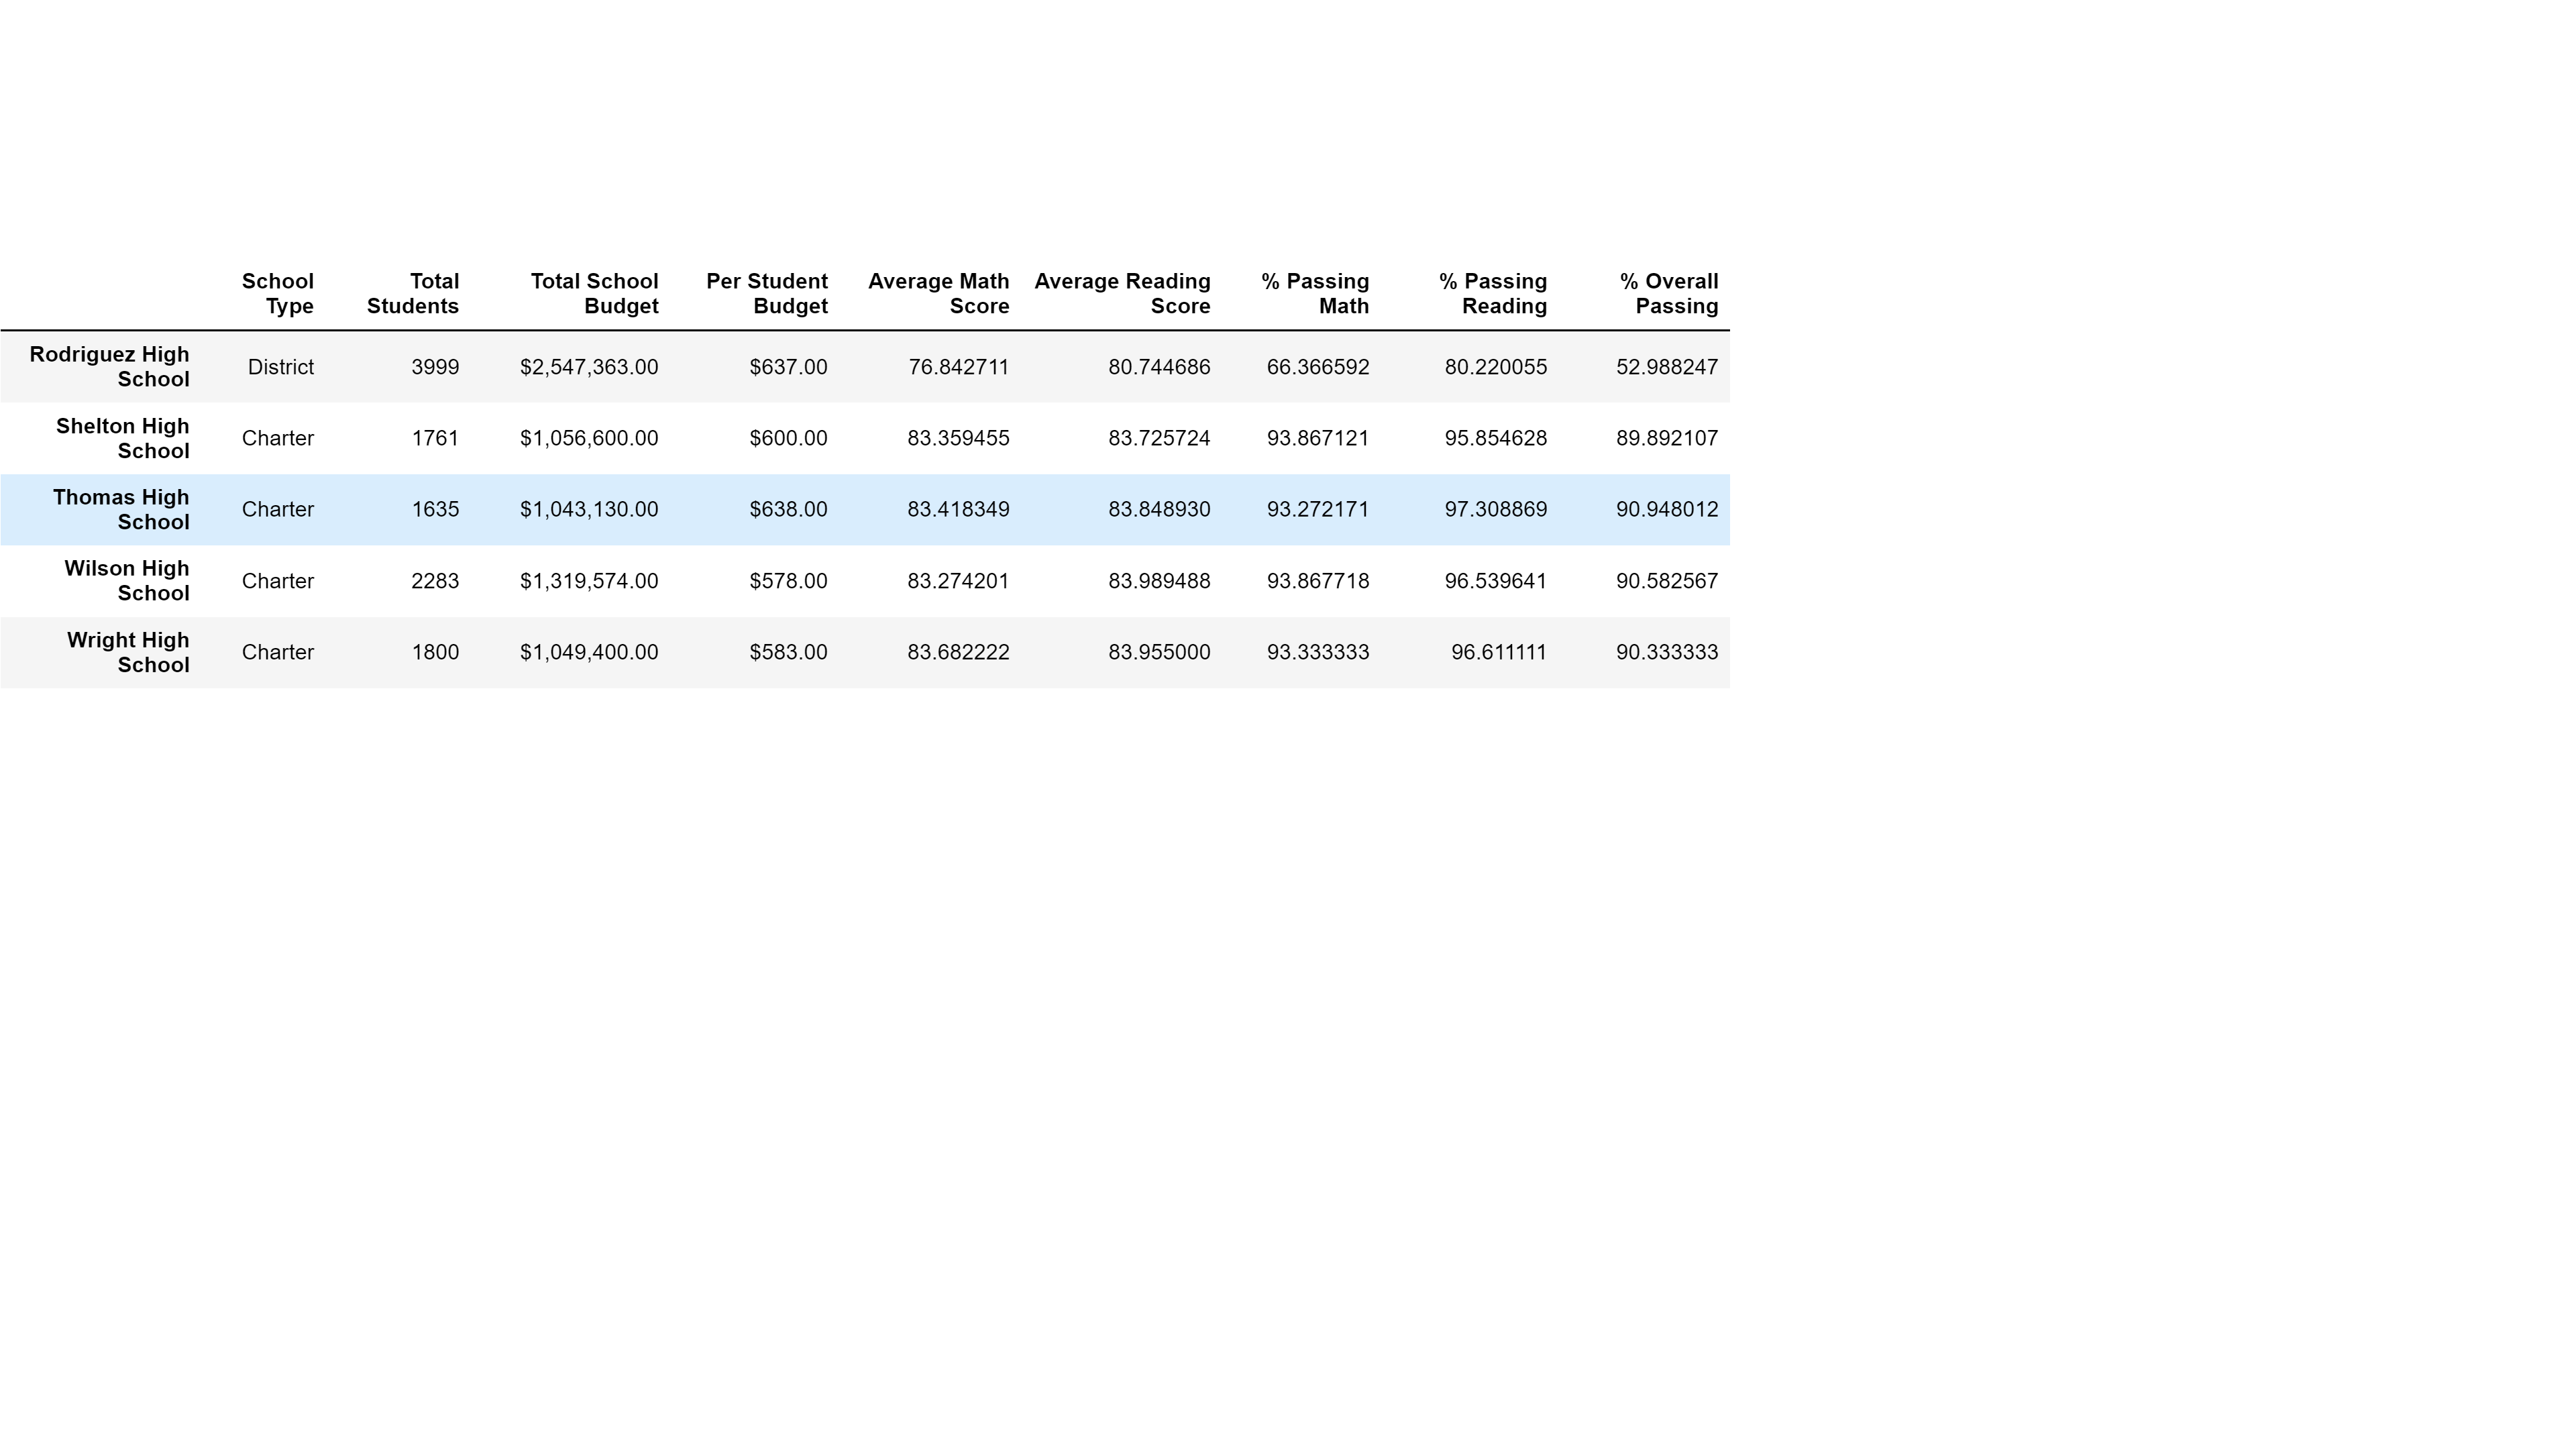 School Type Total Students Total School Budget Per Student Budget Average Math Score Average Reading Score % Passing Math % Passing Reading % Overall Passing
Rodriguez High School District 3999 $2,547,363.00 $637.00 76.842711 80.744686 66.366592 80.220055 52.988247
Shelton High School Charter 1761 $1,056,600.00 $600.00 83.359455 83.725724 93.867121 95.854628 89.892107
Thomas High School Charter 1635 $1,043,130.00 $638.00 83.418349 83.848930 93.272171 97.308869 90.948012
Wilson High School Charter 2283 $1,319,574.00 $578.00 83.274201 83.989488 93.867718 96.539641 90.582567
Wright High School Charter 1800 $1,049,400.00 $583.00 83.682222 83.955000 93.333333 96.611111 90.333333